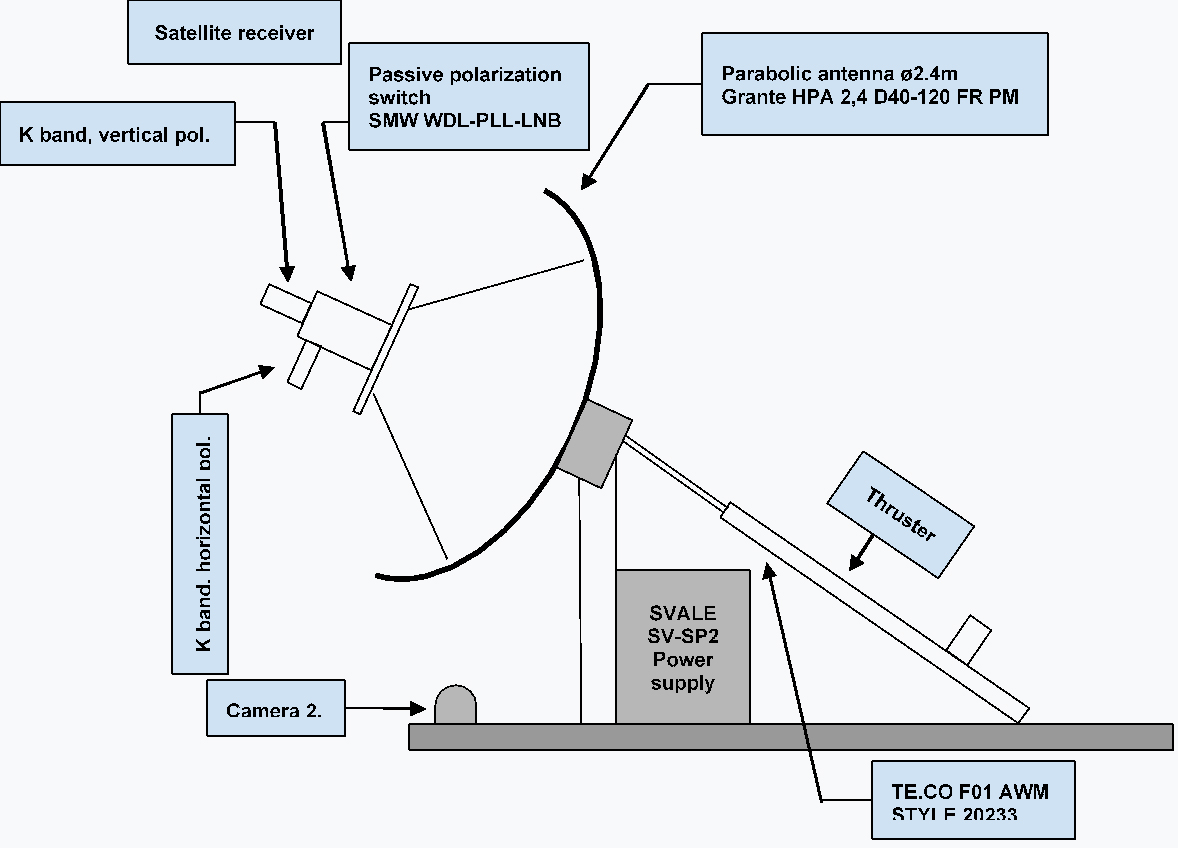 Satellite receiver
Passive polarization
switch
SMW WDL-PLL-LNB
Parabolic antenna ø2.4m
Grante HPA 2,4 D40-120 FR PM
K band, vertical pol.
K band. horizontal pol.
Thruster
SVALE
SV-SP2
Power
supply
Camera 2.
TE.CO F01 AWM
STYLE 20233